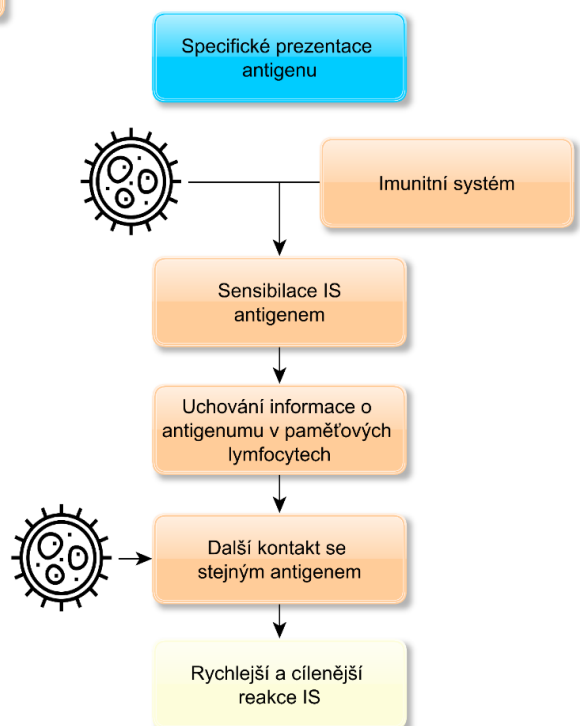 Specifické prezentace
antigenu
Imunitní systém
Sensibilace IS
antigenem
Uchování informace o
antigenumu v paměťových
lymfocytech
Další kontakt se
stejným antigenem
Rychlejší a cílenější
reakce IS